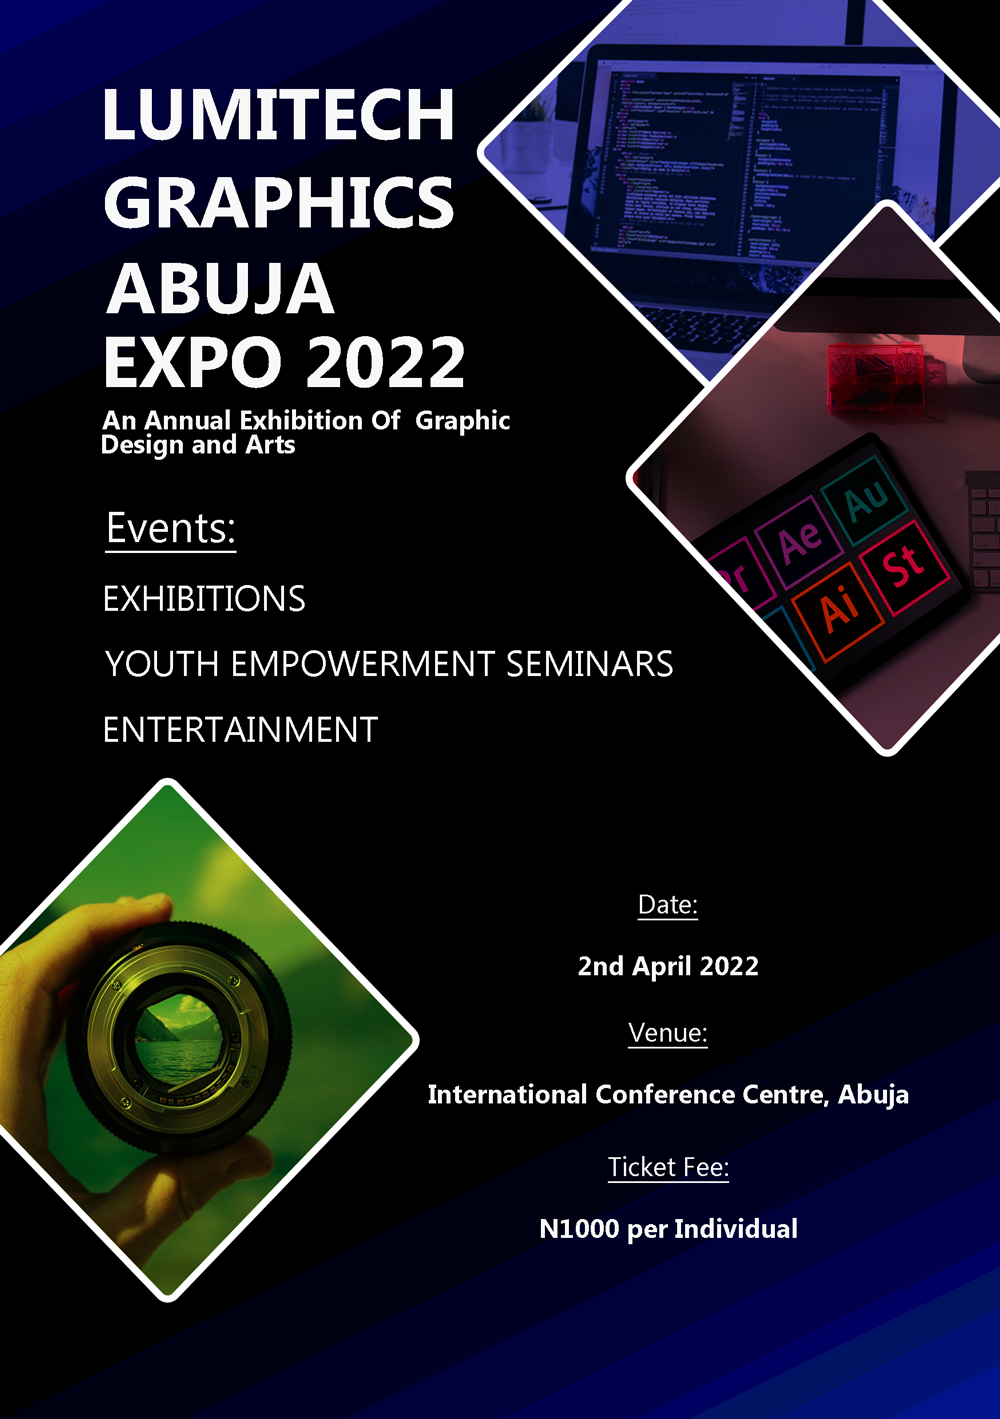 LUMITECH
GRAPHICS
ABUJA
EXPO 2022
An Annual Exhibition Of Graphic
Design and Arts
Events:
EXHIBITIONS
YOUTH EMPOWERMENT SEMINARS
ENTERTAINMENT
Ae
Au
Ai
St
Date:
2nd April 2022
Venue:
International Conference Centre, Abuja
Ticket Fee:
N1000 per Individual